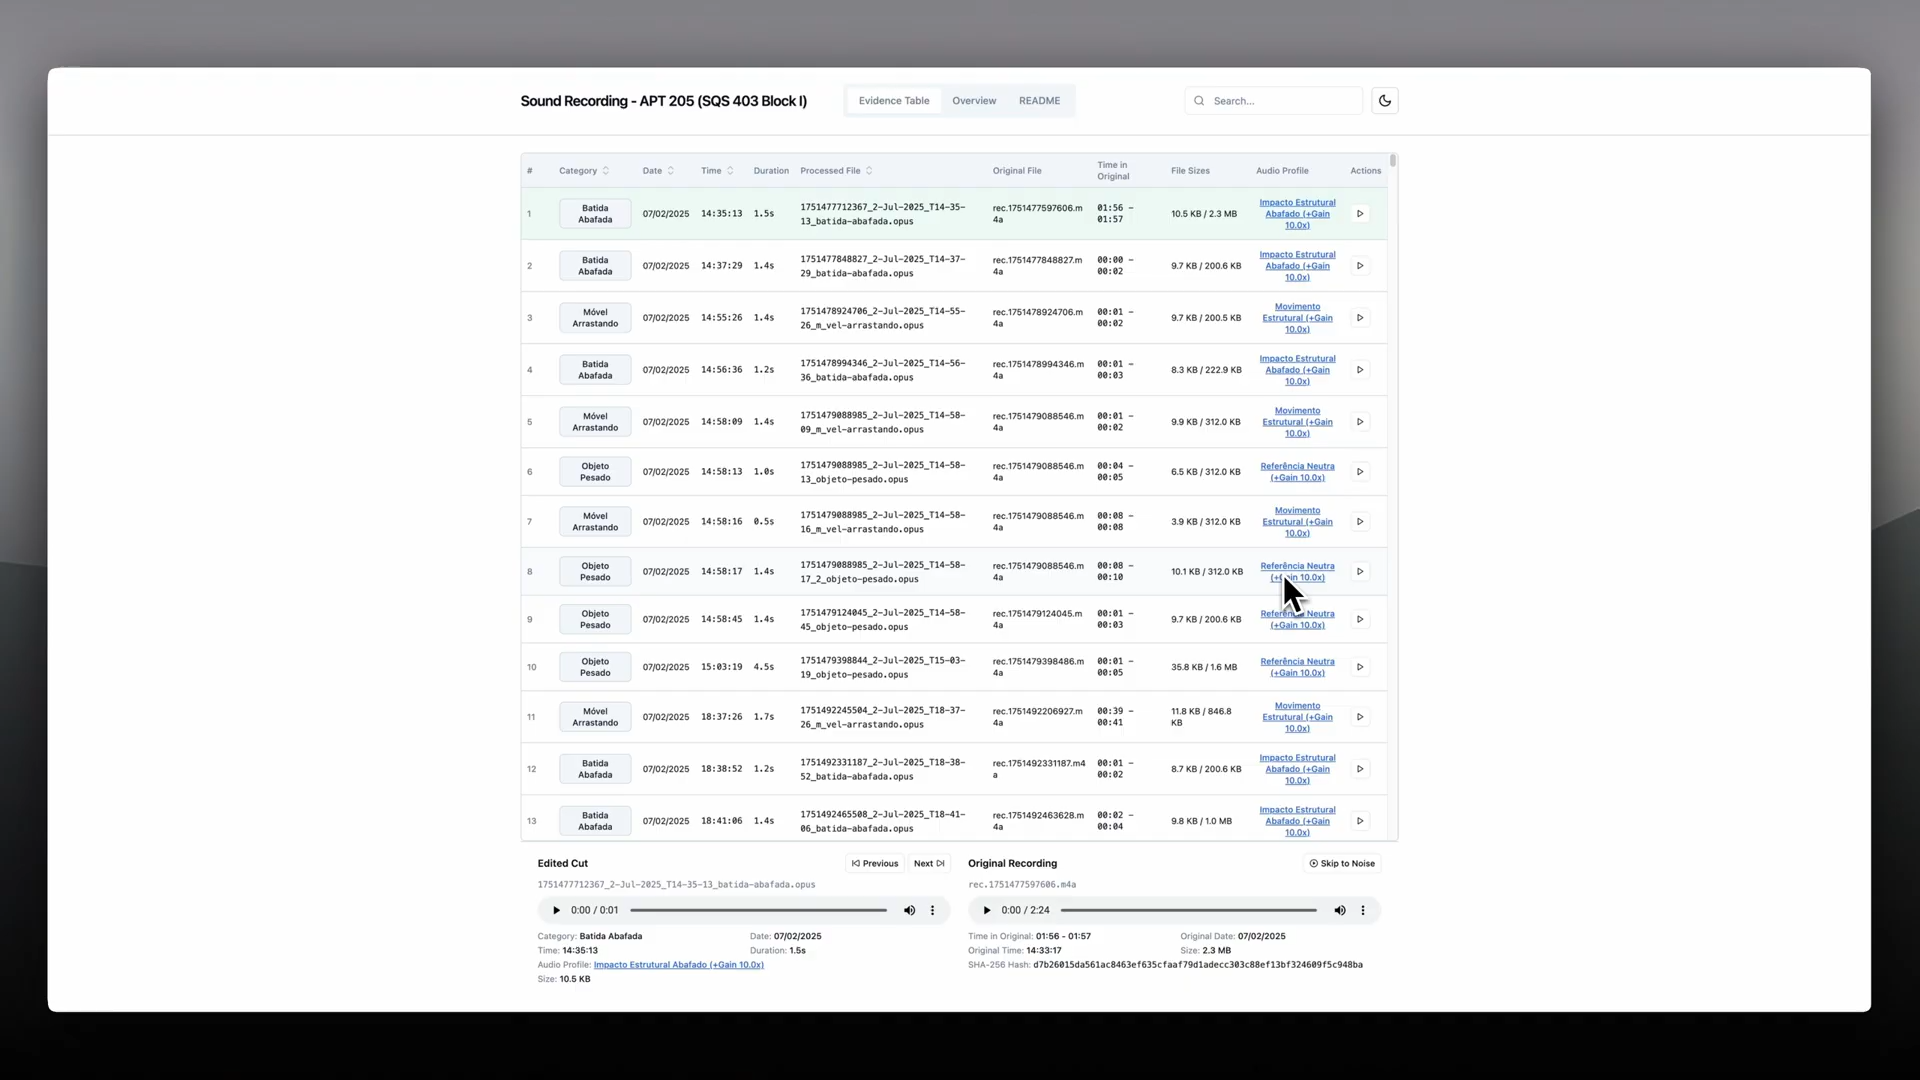 Sound Recording - APT 205 (SQS 403 Block I)
Evidence Table
Overview
README
Search...
# Category Date Time Duration Processed File Original File Time in Original File Sizes Audio Profile Actions
1 Batida Abafada 07/02/2025 14:35:13 1.5s 1751477712367_2-Jul-2025_T14-35-13_batida-abafada.opus rec.1751477597606.m4a 01:56 - 01:57 10.5 KB / 2.3 MB Impacto Estrutural Abafado (+Gain 10.0x)
2 Batida Abafada 07/02/2025 14:37:29 1.4s 1751477848827_2-Jul-2025_T14-37-29_batida-abafada.opus rec.1751477848827.m4a 00:00 - 00:02 9.7 KB / 200.6 KB Impacto Estrutural Abafado (+Gain 10.0x)
3 Móvel Arrastando 07/02/2025 14:55:26 1.4s 1751478924706_2-Jul-2025_T14-55-26_m_vel-arrastando.opus rec.1751478924706.m4a 00:01 - 00:02 9.7 KB / 200.5 KB Movimento Estrutural (+Gain 10.0x)
4 Batida Abafada 07/02/2025 14:56:36 1.2s 1751478994346_2-Jul-2025_T14-56-36_batida-abafada.opus rec.1751478994346.m4a 00:01 - 00:03 8.3 KB / 222.9 KB Impacto Estrutural Abafado (+Gain 10.0x)
5 Móvel Arrastando 07/02/2025 14:58:09 1.4s 1751479088985_2-Jul-2025_T14-58-09_m_vel-arrastando.opus rec.1751479088546.m4a 00:01 - 00:02 9.9 KB / 312.0 KB Movimento Estrutural (+Gain 10.0x)
6 Objeto Pesado 07/02/2025 14:58:13 1.0s 1751479088985_2-Jul-2025_T14-58-13_objeto-pesado.opus rec.1751479088546.m4a 00:04 - 00:05 6.5 KB / 312.0 KB Referência Neutra (+Gain 10.0x)
7 Móvel Arrastando 07/02/2025 14:58:16 0.5s 1751479088985_2-Jul-2025_T14-58-16_m_vel-arrastando.opus rec.1751479088546.m4a 00:08 - 00:08 3.9 KB / 312.0 KB Movimento Estrutural (+Gain 10.0x)
8 Objeto Pesado 07/02/2025 14:58:17 1.4s 1751479088985_2-Jul-2025_T14-58-17_2_objeto-pesado.opus rec.1751479088546.m4a 00:08 - 00:10 10.1 KB / 312.0 KB Referência Neutra 10.0x)
9 Objeto Pesado 07/02/2025 14:58:45 1.4s 1751479124045_2-Jul-2025_T14-58-45_objeto-pesado.opus rec.1751479124045.m4a 00:01 - 00:03 9.7 KB / 200.6 KB Neutra (+Gain 10.0x)
10 Objeto Pesado 07/02/2025 15:03:19 4.5s 1751479398844_2-Jul-2025_T15-03-19_objeto-pesado.opus rec.1751479398486.m4a 00:01 - 00:05 35.8 KB / 1.6 MB Referência Neutra (+Gain 10.0x)
11 Móvel Arrastando 07/02/2025 18:37:26 1.7s 1751492245504_2-Jul-2025_T18-37-26_m_vel-arrastando.opus rec.1751492206927.m4a 00:39 - 00:41 11.8 KB / 846.8 KB Movimento Estrutural (+Gain 10.0x)
12 Batida Abafada 07/02/2025 18:38:52 1.2s 1751492331187_2-Jul-2025_T18-38-52_batida-abafada.opus rec.1751492331187.m4a 00:01 - 00:02 8.7 KB / 200.6 KB Impacto Estrutural Abafado (+Gain 10.0x)
13 Batida Abafada 07/02/2025 18:41:06 1.4s 1751492465508_2-Jul-2025_T18-41-06_batida-abafada.opus rec.1751492463628.m4a 00:02 - 00:04 9.8 KB / 1.0 MB Impacto Estrutural Abafado (+Gain 10.0x)
Edited Cut
Previous
Next
1751477712367_2-Jul-2025_T14-35-13_batida-abafada.opus
0:00 / 0:01
Category: Batida Abafada
Date: 07/02/2025
Time: 14:35:13
Duration: 1.5s
Audio Profile: Impacto Estrutural Abafado (+Gain 10.0x)
Size: 10.5 KB
Original Recording
Skip to Noise
rec.1751477597606.m4a
0:00 / 2:24
Time in Original: 01:56 - 01:57
Original Date: 07/02/2025
Original Time: 14:33:17
Size: 2.3 MB
SHA-256 Hash: d7b26015da561ac8463ef635cfaaf79d1adecc303c88ef13bf324609f5c948ba